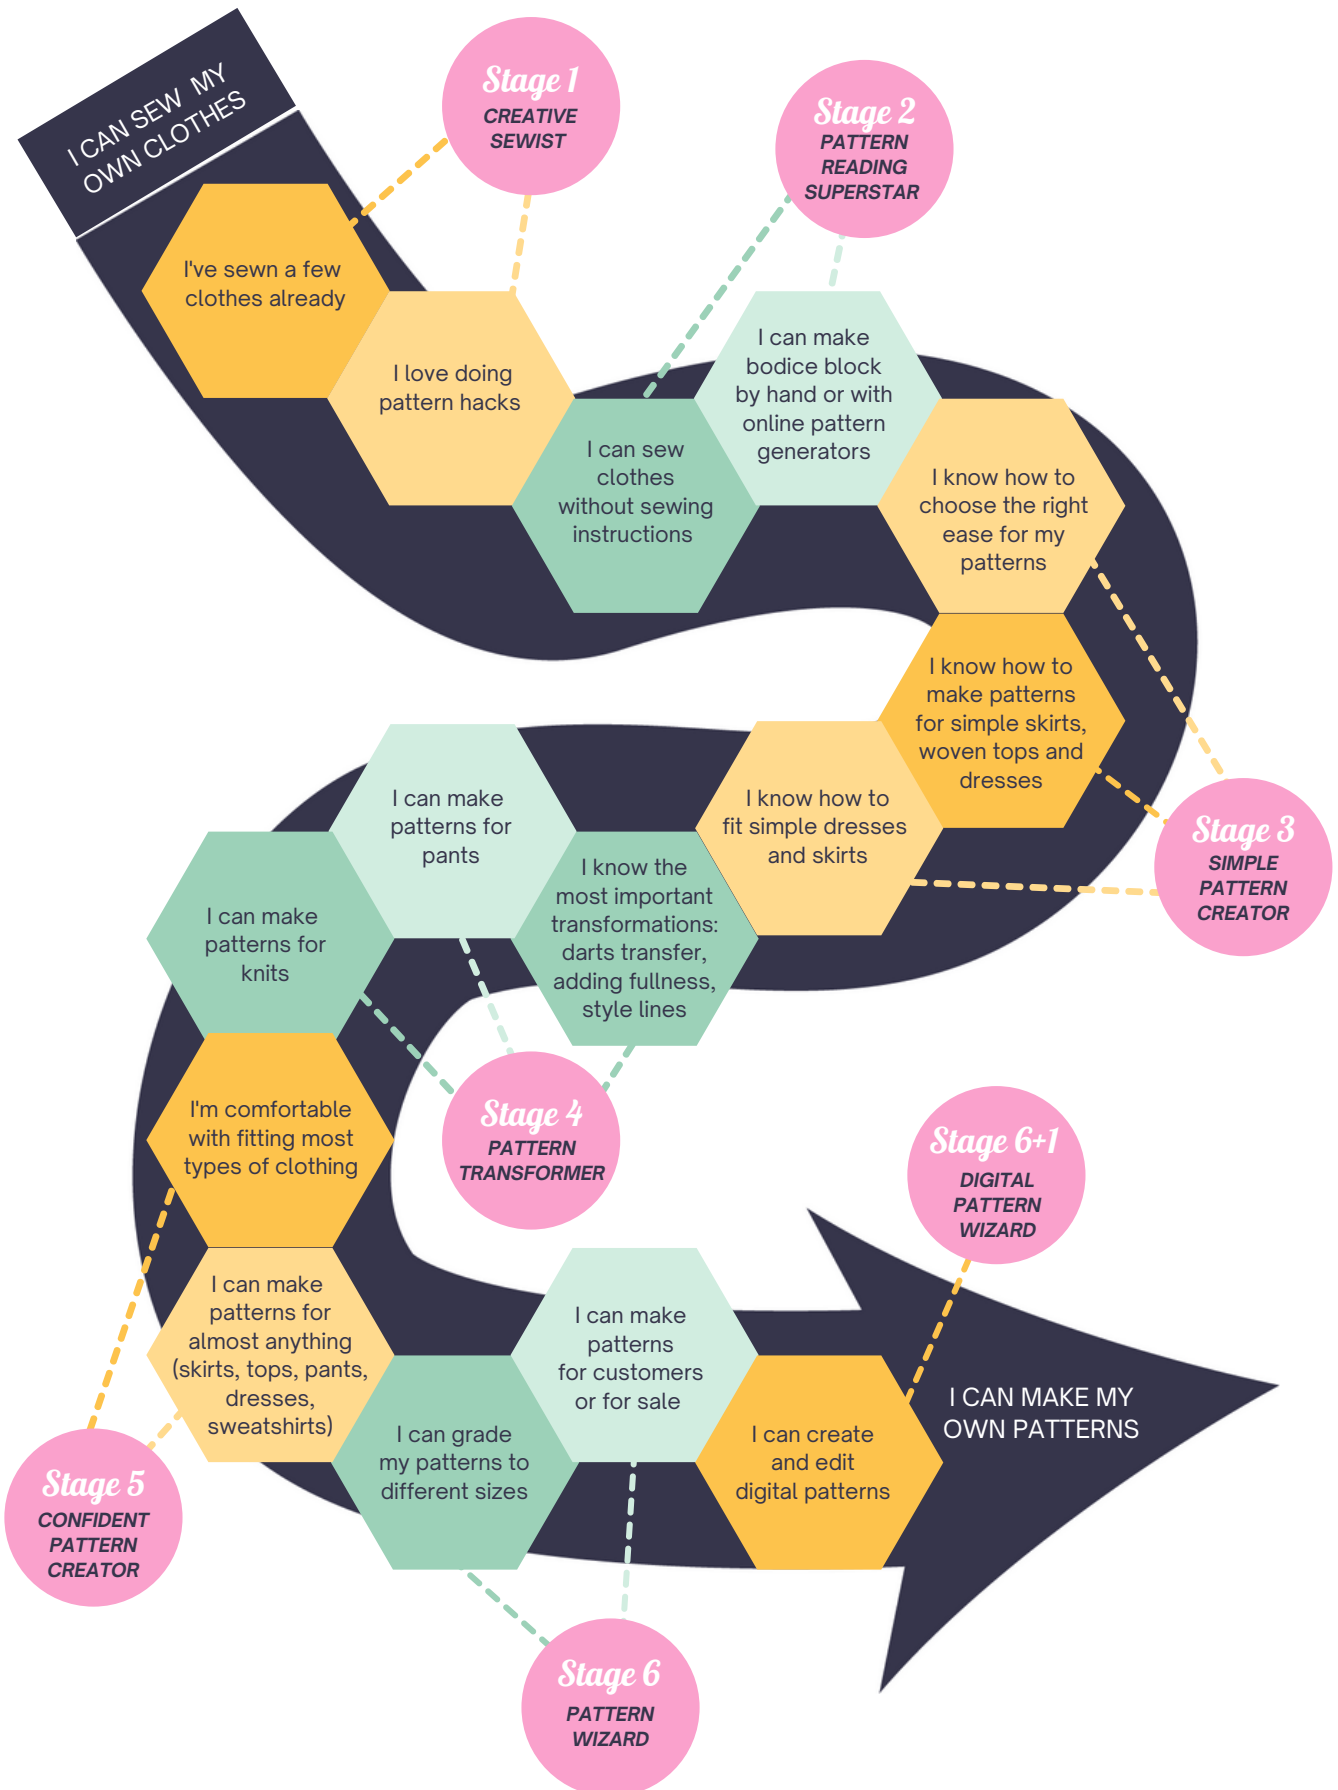 I CAN SEW MY
OWN CLOTHES
Stage 1
CREATIVE
SEWIST
Stage 2
PATTERN
READING
SUPERSTAR
I've sewn a few
clothes already
I love doing
pattern hacks
I can sew
clothes
without sewing
instructions
I can make
bodice block
by hand or with
online pattern
generators
I know how to
choose the right
ease for my
patterns
I know how to
make patterns
for simple skirts,
woven tops and
dresses
I know how to
fit simple dresses
and skirts
Stage 3
SIMPLE
PATTERN
CREATOR
I know the
most important
transformations:
darts transfer,
adding fullness,
style lines
I can make
patterns for
pants
I can make
patterns for
knits
Stage 4
PATTERN
TRANSFORMER
I'm comfortable
with fitting most
types of clothing
I can make
patterns for
almost anything
(skirts, tops, pants,
dresses,
sweatshirts)
Stage 5
CONFIDENT
PATTERN
CREATOR
I can grade
my patterns to
different sizes
I can make
patterns
for customers
or for sale
Stage 6
PATTERN
WIZARD
I can create
and edit
digital patterns
Stage 6+1
DIGITAL
PATTERN
WIZARD
I CAN MAKE MY
OWN PATTERNS